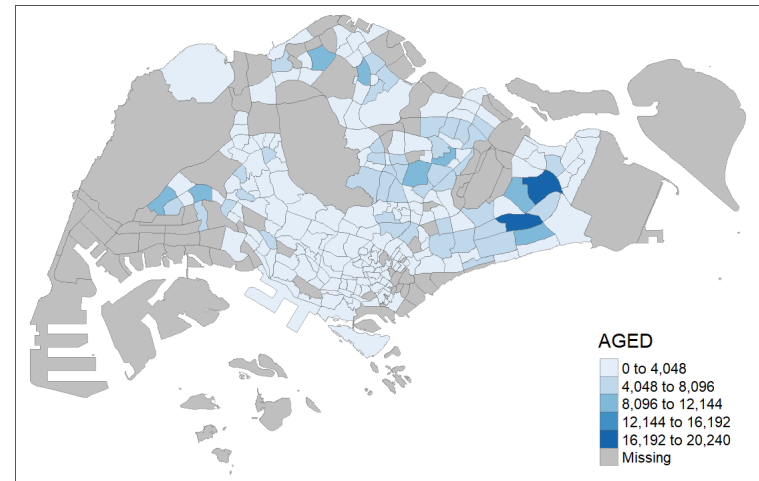 AGED
0 to 4,048
4,048 to 8,096
8,096 to 12,144
12,144 to 16,192
16,192 to 20,240
Missing